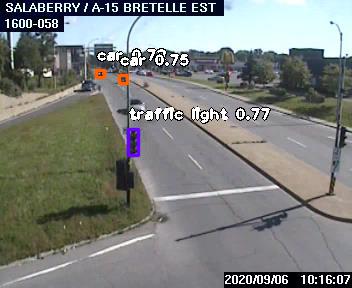 SALABERRY / A-15 BRETELLE EST
1600-058
car 0.73
car 0.75
traffic light 0.77
2020/09/06 10:16:07